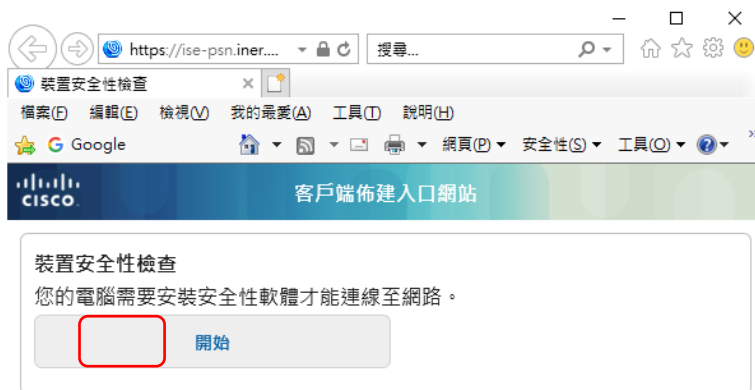 https://ise-psn.iner.... 搜尋...
裝置安全性檢查
檔案(F) 編輯(E) 檢視(V) 我的最愛(A) 工具(T) 說明(H)
G Google 網頁(P) 安全性(S) 工具(O)
CISCO 客戶端佈建入口網站
裝置安全性檢查
您的電腦需要安裝安全性軟體才能連線至網路。
開始